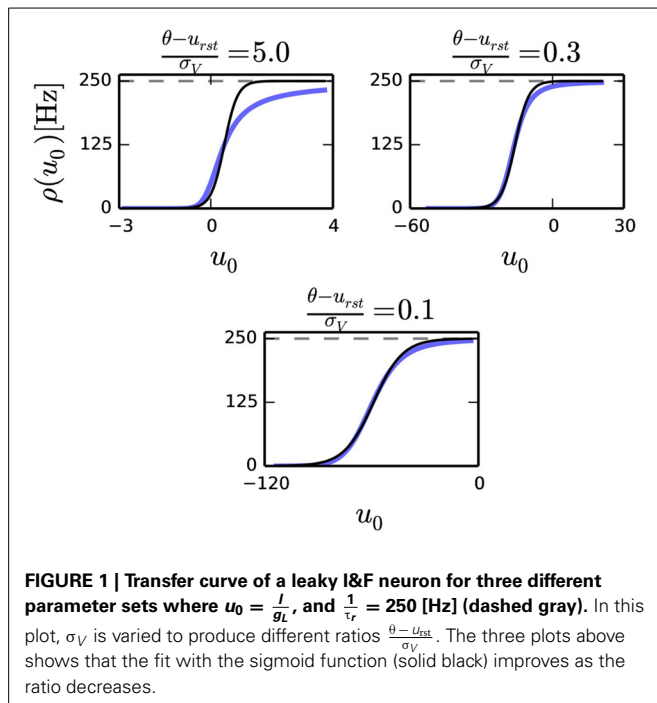 θ−u_rst/σ_V =5.0
θ−u_rst/σ_V =0.3
ρ(u_0)[Hz]
250
125
0
−3 0 4
u_0
250
125
0
−60 0 30
u_0
θ−u_rst/σ_V =0.1
250
125
0
−120 0
u_0
FIGURE 1 | Transfer curve of a leaky I&F neuron for three different
parameter sets where u_0 = I/g_L, and 1/τ_r = 250 [Hz] (dashed gray). In this
plot, σ_V is varied to produce different ratios θ−u_rst/σ_V. The three plots above
shows that the fit with the sigmoid function (solid black) improves as the
ratio decreases.